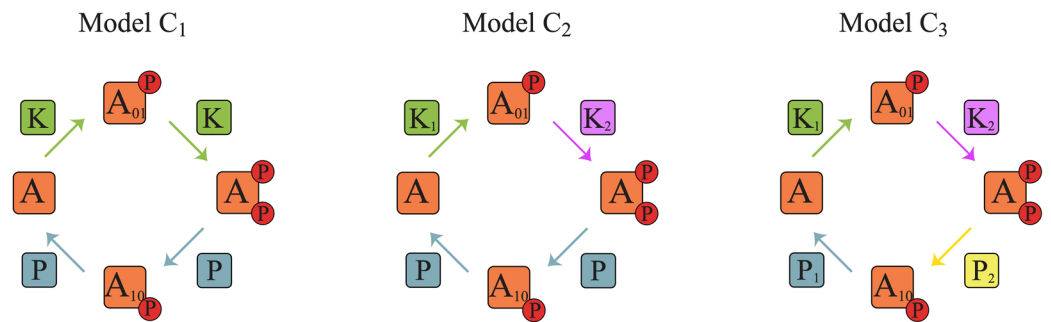 Model C1 Model C2 Model C3
P P P
K A01 K K1 A01 K2 K1 A01 K2
P P P
A A A A A A
P P P
P P P P P1 P2
A10 A10 A10
P P P